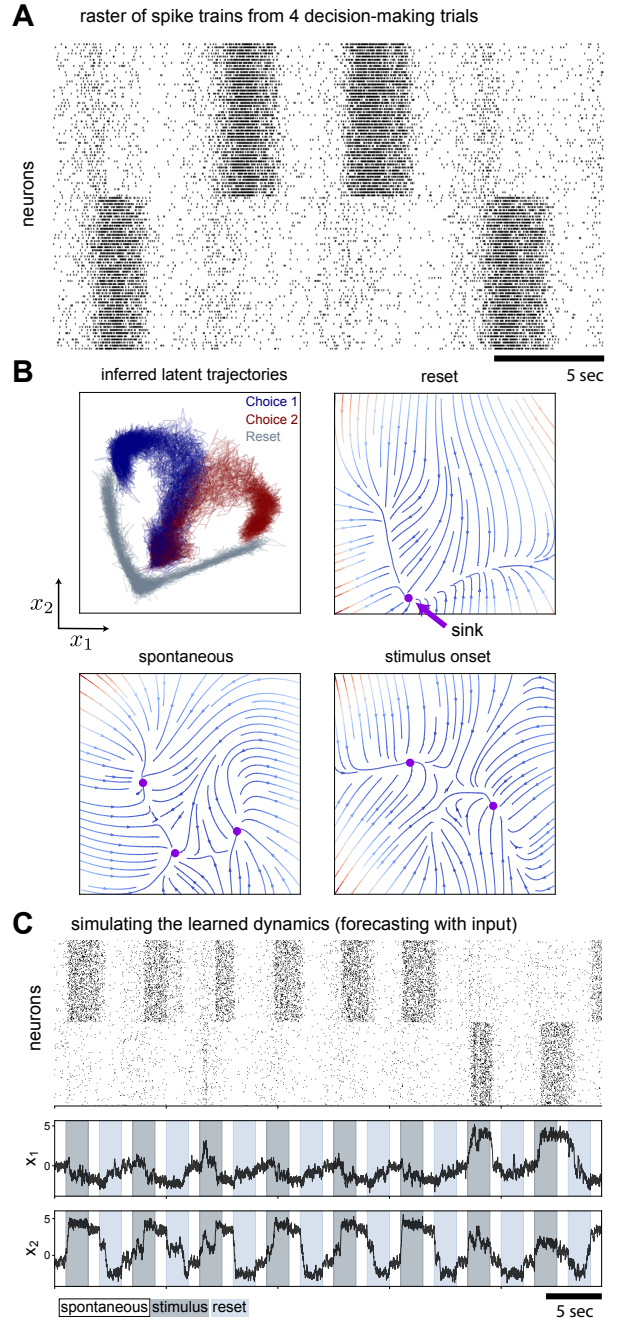 A raster of spike trains from 4 decision-making trials
neurons
5 sec
B
inferred latent trajectories
reset
Choice 1
Choice 2
Reset
x₂
x₁
sink
spontaneous
stimulus onset
C simulating the learned dynamics (forecasting with input)
neurons
5
0
x₁
5
0
x₂
spontaneous stimulus reset
5 sec